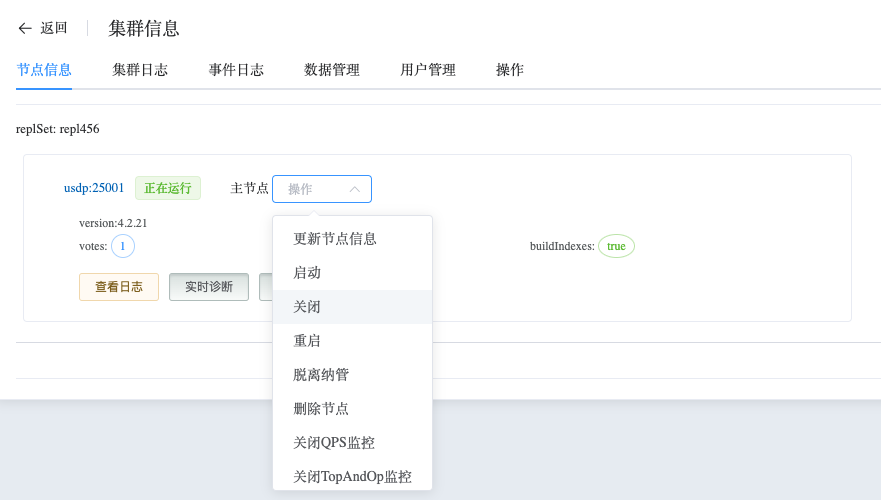 返回 集群信息
节点信息 集群日志 事件日志 数据管理 用户管理 操作
replSet: repl456
usdp:25001 正在运行 主节点 操作
version:4.2.21
votes: 1 buildIndexes: true
查看日志 实时诊断
更新节点信息
启动
关闭
重启
脱离纳管
删除节点
关闭QPS监控
关闭TopAndOp监控